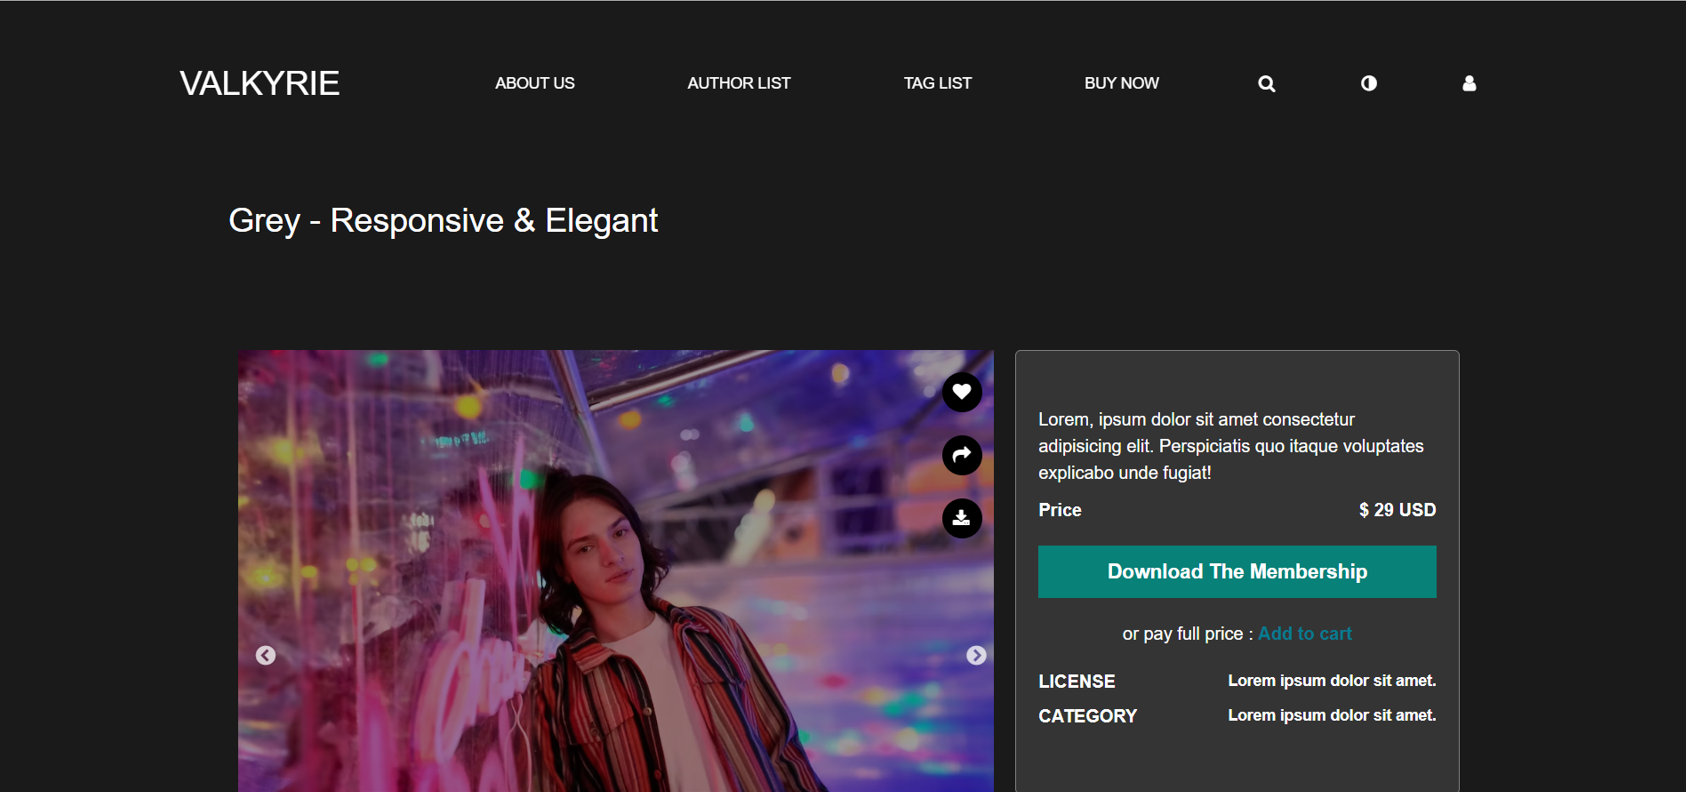 VALKYRIE
ABOUT US
AUTHOR LIST
TAG LIST
BUY NOW
Grey - Responsive & Elegant
Lorem, ipsum dolor sit amet consectetur
adipisicing elit. Perspiciatis quo itaque voluptates
explicabo unde fugiat!
Price $ 29 USD
Download The Membership
or pay full price : Add to cart
LICENSE Lorem ipsum dolor sit amet.
CATEGORY Lorem ipsum dolor sit amet.